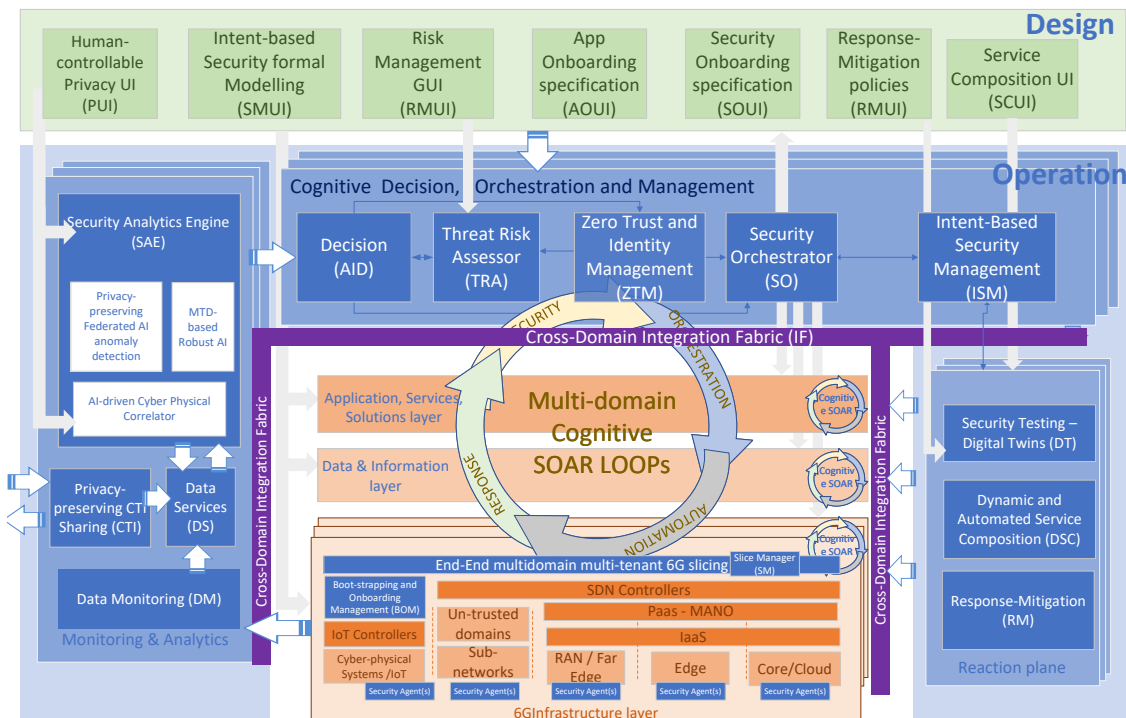 Design
Human-
controllable
Privacy UI
(PUI)
Intent-based
Security formal
Modelling
(SMUI)
Risk
Management
GUI
(RMUI)
App
Onboarding
specification
(AOUI)
Security
Onboarding
specification
(SOUI)
Response-
Mitigation
policies
(RMUI)
Service
Composition UI
(SCUI)
Operation
Cognitive Decision, Orchestration and Management
Security Analytics Engine
(SAE)
Privacy-
preserving
Federated AI
anomaly
detection
MTD-
based
Robust AI
AI-driven Cyber Physical
Correlator
Decision
(AID)
Threat Risk
Assessor
(TRA)
Zero Trust and
Identity
Management
(ZTM)
Security
Orchestrator
(SO)
Intent-Based
Security
Management
(ISM)
Cross-Domain Integration Fabric (IF)
Cross-Domain Integration Fabric
Cross-Domain Integration Fabric
SECURITY
ORCHESTRATION
AUTOMATION
RESPONSE
Multi-domain
Cognitive
SOAR LOOPs
Application, Services,
Solutions layer
Cognitiv
e SOAR
Data & Information
layer
Cognitiv
e SOAR
Cognitiv
e SOAR
Privacy-
preserving CTI
Sharing (CTI)
Data
Services
(DS)
Data Monitoring (DM)
Monitoring & Analytics
End-End multidomain multi-tenant 6G slicing
Slice Manager
(SM)
Boot-strapping and
Onboarding
Management (BOM)
SDN Controllers
Un-trusted
domains
Paas - MANO
IoT Controllers
IaaS
Cyber-physical
Systems /IoT
Sub-
networks
RAN / Far
Edge
Edge
Core/Cloud
Security Agent(s)
Security Agent(s)
Security Agent(s)
Security Agent(s)
Security Agent(s)
6GInfrastructure layer
Security Testing –
Digital Twins (DT)
Dynamic and
Automated Service
Composition (DSC)
Response-Mitigation
(RM)
Reaction plane